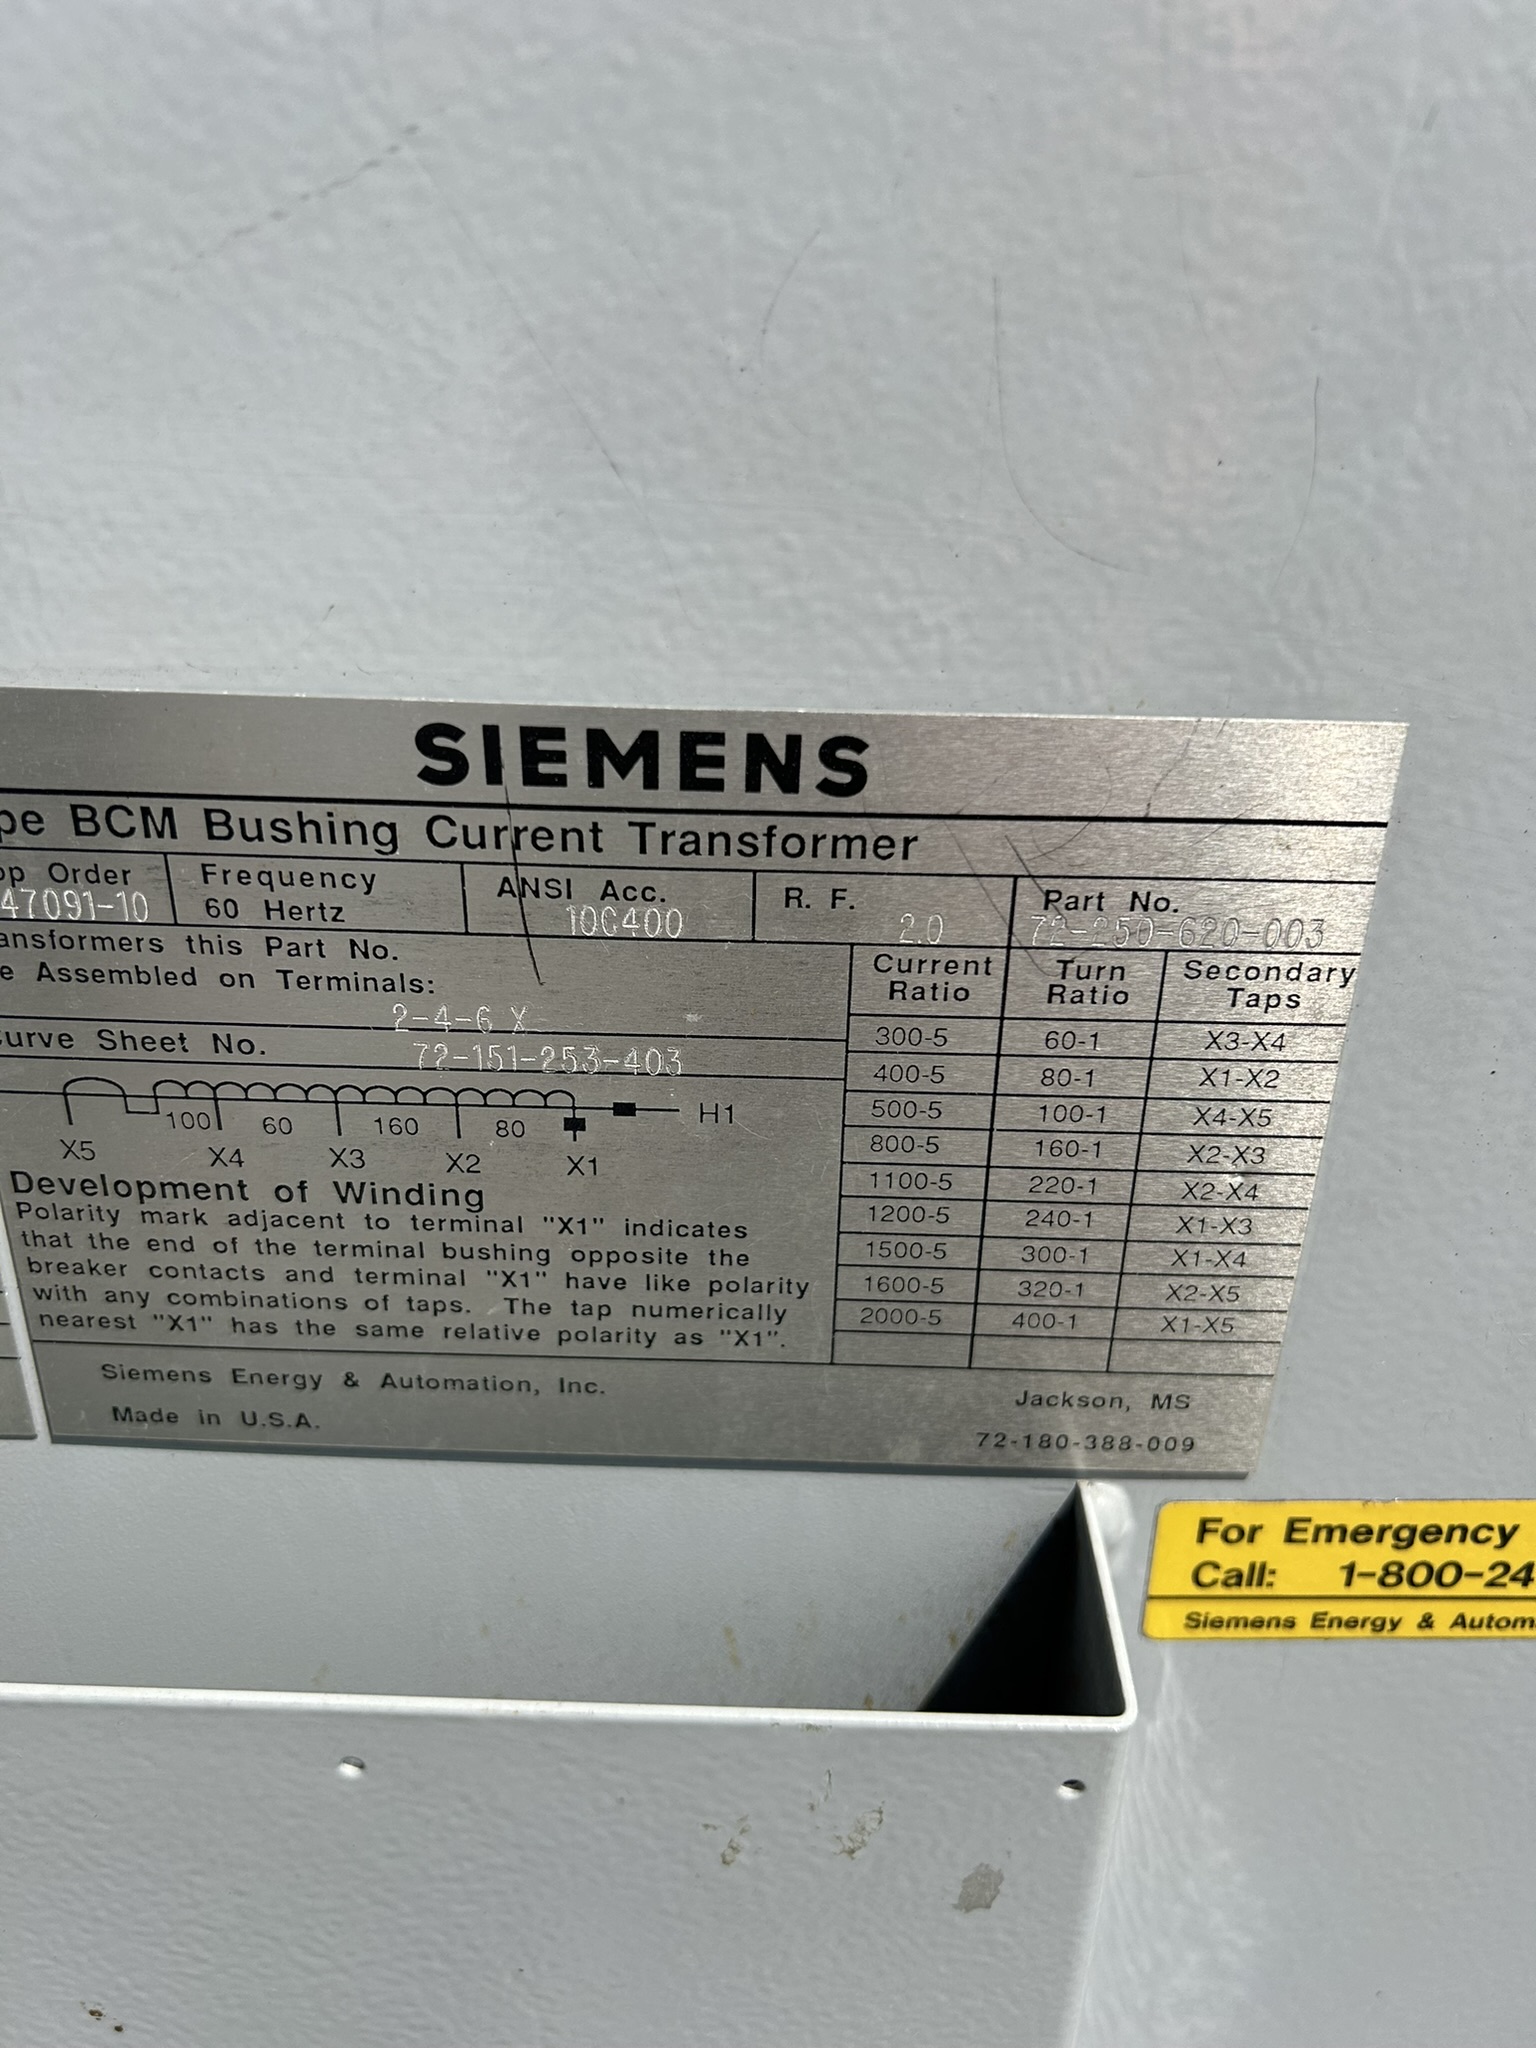 SIEMENS
pe BCM Bushing Current Transformer
op Order
47091-10
Frequency
60 Hertz
ANSI Acc.
10C400
R. F.
2.0
Part No.
72-250-620-003
ansformers this Part No.
e Assembled on Terminals:
2-4-6 X
Curve Sheet No.
72-151-253-403
100 60 160 80 H1
X5 X4 X3 X2 X1
Development of Winding
Polarity mark adjacent to terminal "X1" indicates
that the end of the terminal bushing opposite the
breaker contacts and terminal "X1" have like polarity
with any combinations of taps. The tap numerically
nearest "X1" has the same relative polarity as "X1".
Current Ratio Turn Ratio Secondary Taps
300-5 60-1 X3-X4
400-5 80-1 X1-X2
500-5 100-1 X4-X5
800-5 160-1 X2-X3
1100-5 220-1 X2-X4
1200-5 240-1 X1-X3
1500-5 300-1 X1-X4
1600-5 320-1 X2-X5
2000-5 400-1 X1-X5
Siemens Energy & Automation, Inc.
Made in U.S.A.
Jackson, MS
72-180-388-009
For Emergency
Call: 1-800-24
Siemens Energy & Autom